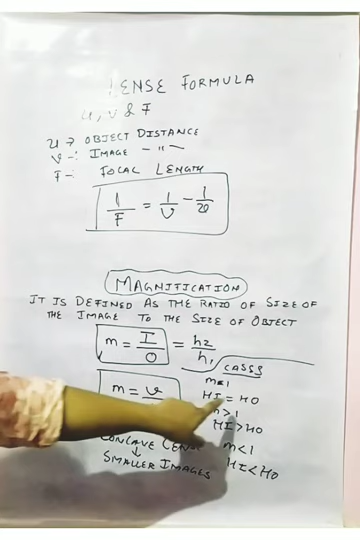 LENSE FORMULA
u, v & F
u → OBJECT DISTANCE
v -: IMAGE - " -
F -: FOCAL LENGTH
1/F = 1/v - 1/u
MAGNIFICATION
IT IS DEFINED AS THE RATIO OF SIZE OF
THE IMAGE TO THE SIZE OF OBJECT
m = I/O = h2/h1
CASES
m = v
m=1
HI = HO
m>1
HI > HO
CONCAVE LENSE
m<1
↓
SMALLER IMAGES
HI < HO